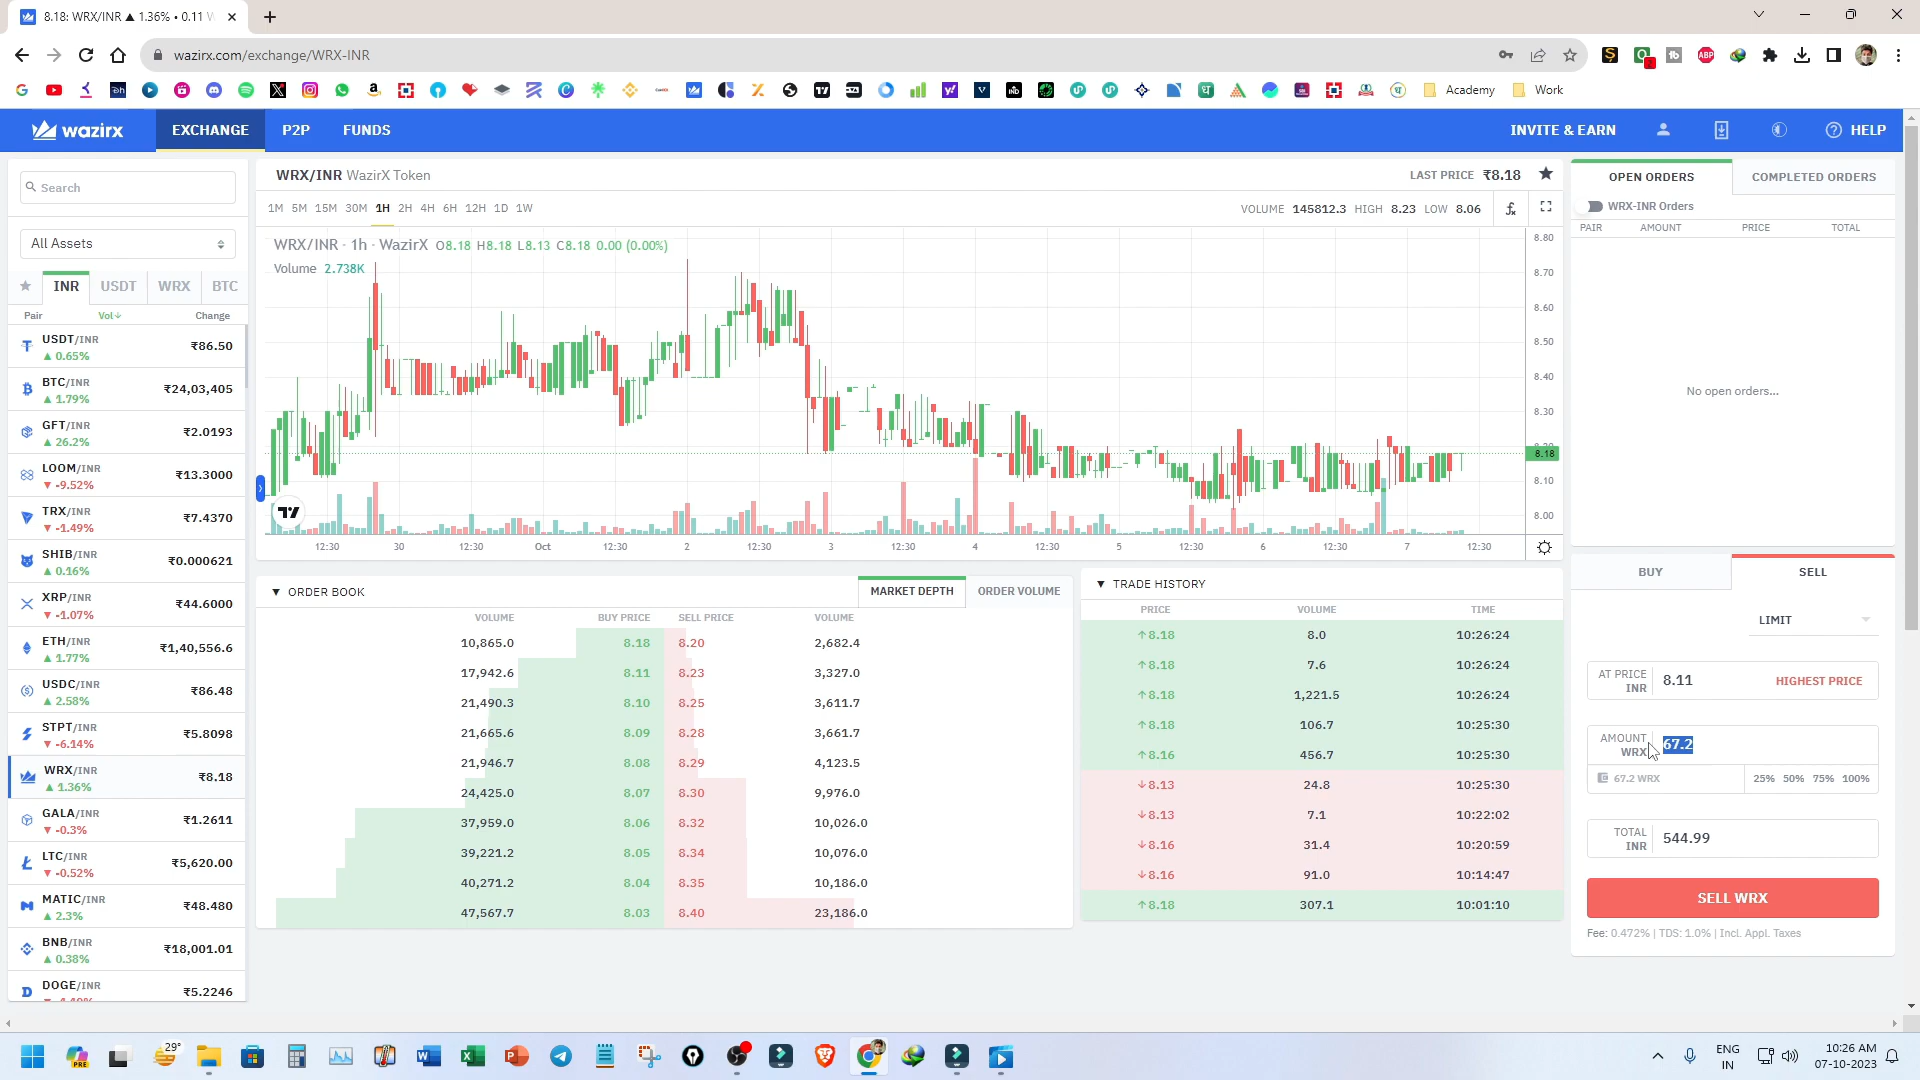 8.18: WRX/INR ▲ 1.36% • 0.11 V
wazirx.com/exchange/WRX-INR
Academy
Work
wazirx
EXCHANGE
P2P
FUNDS
INVITE & EARN
HELP
Search
All Assets
INR USDT WRX BTC
Pair Vol↓ Change
USDT/INR ₹86.50
▲ 0.65%
BTC/INR ₹24,03,405
▲ 1.79%
GFT/INR ₹2.0193
▲ 26.2%
LOOM/INR ₹13.3000
▼ -9.52%
TRX/INR ₹7.4370
▼ -1.49%
SHIB/INR ₹0.000621
▲ 0.16%
XRP/INR ₹44.6000
▼ -1.07%
ETH/INR ₹1,40,556.6
▲ 1.77%
USDC/INR ₹86.48
▲ 2.58%
STPT/INR ₹5.8098
▼ -6.14%
WRX/INR ₹8.18
▲ 1.36%
GALA/INR ₹1.2611
▼ -0.3%
LTC/INR ₹5,620.00
▼ -0.52%
MATIC/INR ₹48.480
▲ 2.3%
BNB/INR ₹18,001.01
▲ 0.38%
DOGE/INR ₹5.2246
WRX/INR WazirX Token
LAST PRICE ₹8.18
1M 5M 15M 30M 1H 2H 4H 6H 12H 1D 1W
VOLUME 145812.3 HIGH 8.23 LOW 8.06
WRX/INR · 1h · WazirX O8.18 H8.18 L8.13 C8.18 0.00 (0.00%)
Volume 2.738K
8.80
8.70
8.60
8.50
8.40
8.30
8.20
8.18
8.10
8.00
12:30 30 12:30 Oct 12:30 2 12:30 3 12:30 4 12:30 5 12:30 6 12:30 7 12:30
▼ ORDER BOOK
MARKET DEPTH
ORDER VOLUME
VOLUME BUY PRICE SELL PRICE VOLUME
10,865.0 8.18 8.20 2,682.4
17,942.6 8.11 8.23 3,327.0
21,490.3 8.10 8.25 3,611.7
21,665.6 8.09 8.28 3,661.7
21,946.7 8.08 8.29 4,123.5
24,425.0 8.07 8.30 9,976.0
37,959.0 8.06 8.32 10,026.0
39,221.2 8.05 8.34 10,076.0
40,271.2 8.04 8.35 10,186.0
47,567.7 8.03 8.40 23,186.0
▼ TRADE HISTORY
PRICE VOLUME TIME
↑8.18 8.0 10:26:24
↑8.18 7.6 10:26:24
↑8.18 1,221.5 10:26:24
↑8.18 106.7 10:25:30
↑8.16 456.7 10:25:30
↓8.13 24.8 10:25:30
↓8.13 7.1 10:22:02
↓8.16 31.4 10:20:59
↓8.16 91.0 10:14:47
↑8.18 307.1 10:01:10
OPEN ORDERS
COMPLETED ORDERS
WRX-INR Orders
PAIR AMOUNT PRICE TOTAL
No open orders...
BUY
SELL
LIMIT
AT PRICE
INR
8.11
HIGHEST PRICE
AMOUNT
WRX
67.2
67.2 WRX
25% 50% 75% 100%
TOTAL
INR
544.99
SELL WRX
Fee: 0.472% | TDS: 1.0% | Incl. Appl. Taxes
29°
ENG
IN
10:26 AM
07-10-2023